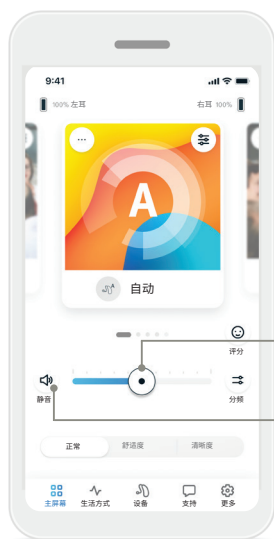 9:41
100% 左耳 右耳 100%
...
A
A
自动
评分
静音 分频
正常 舒适度 清晰度
主屏幕 生活方式 设备 支持 更多